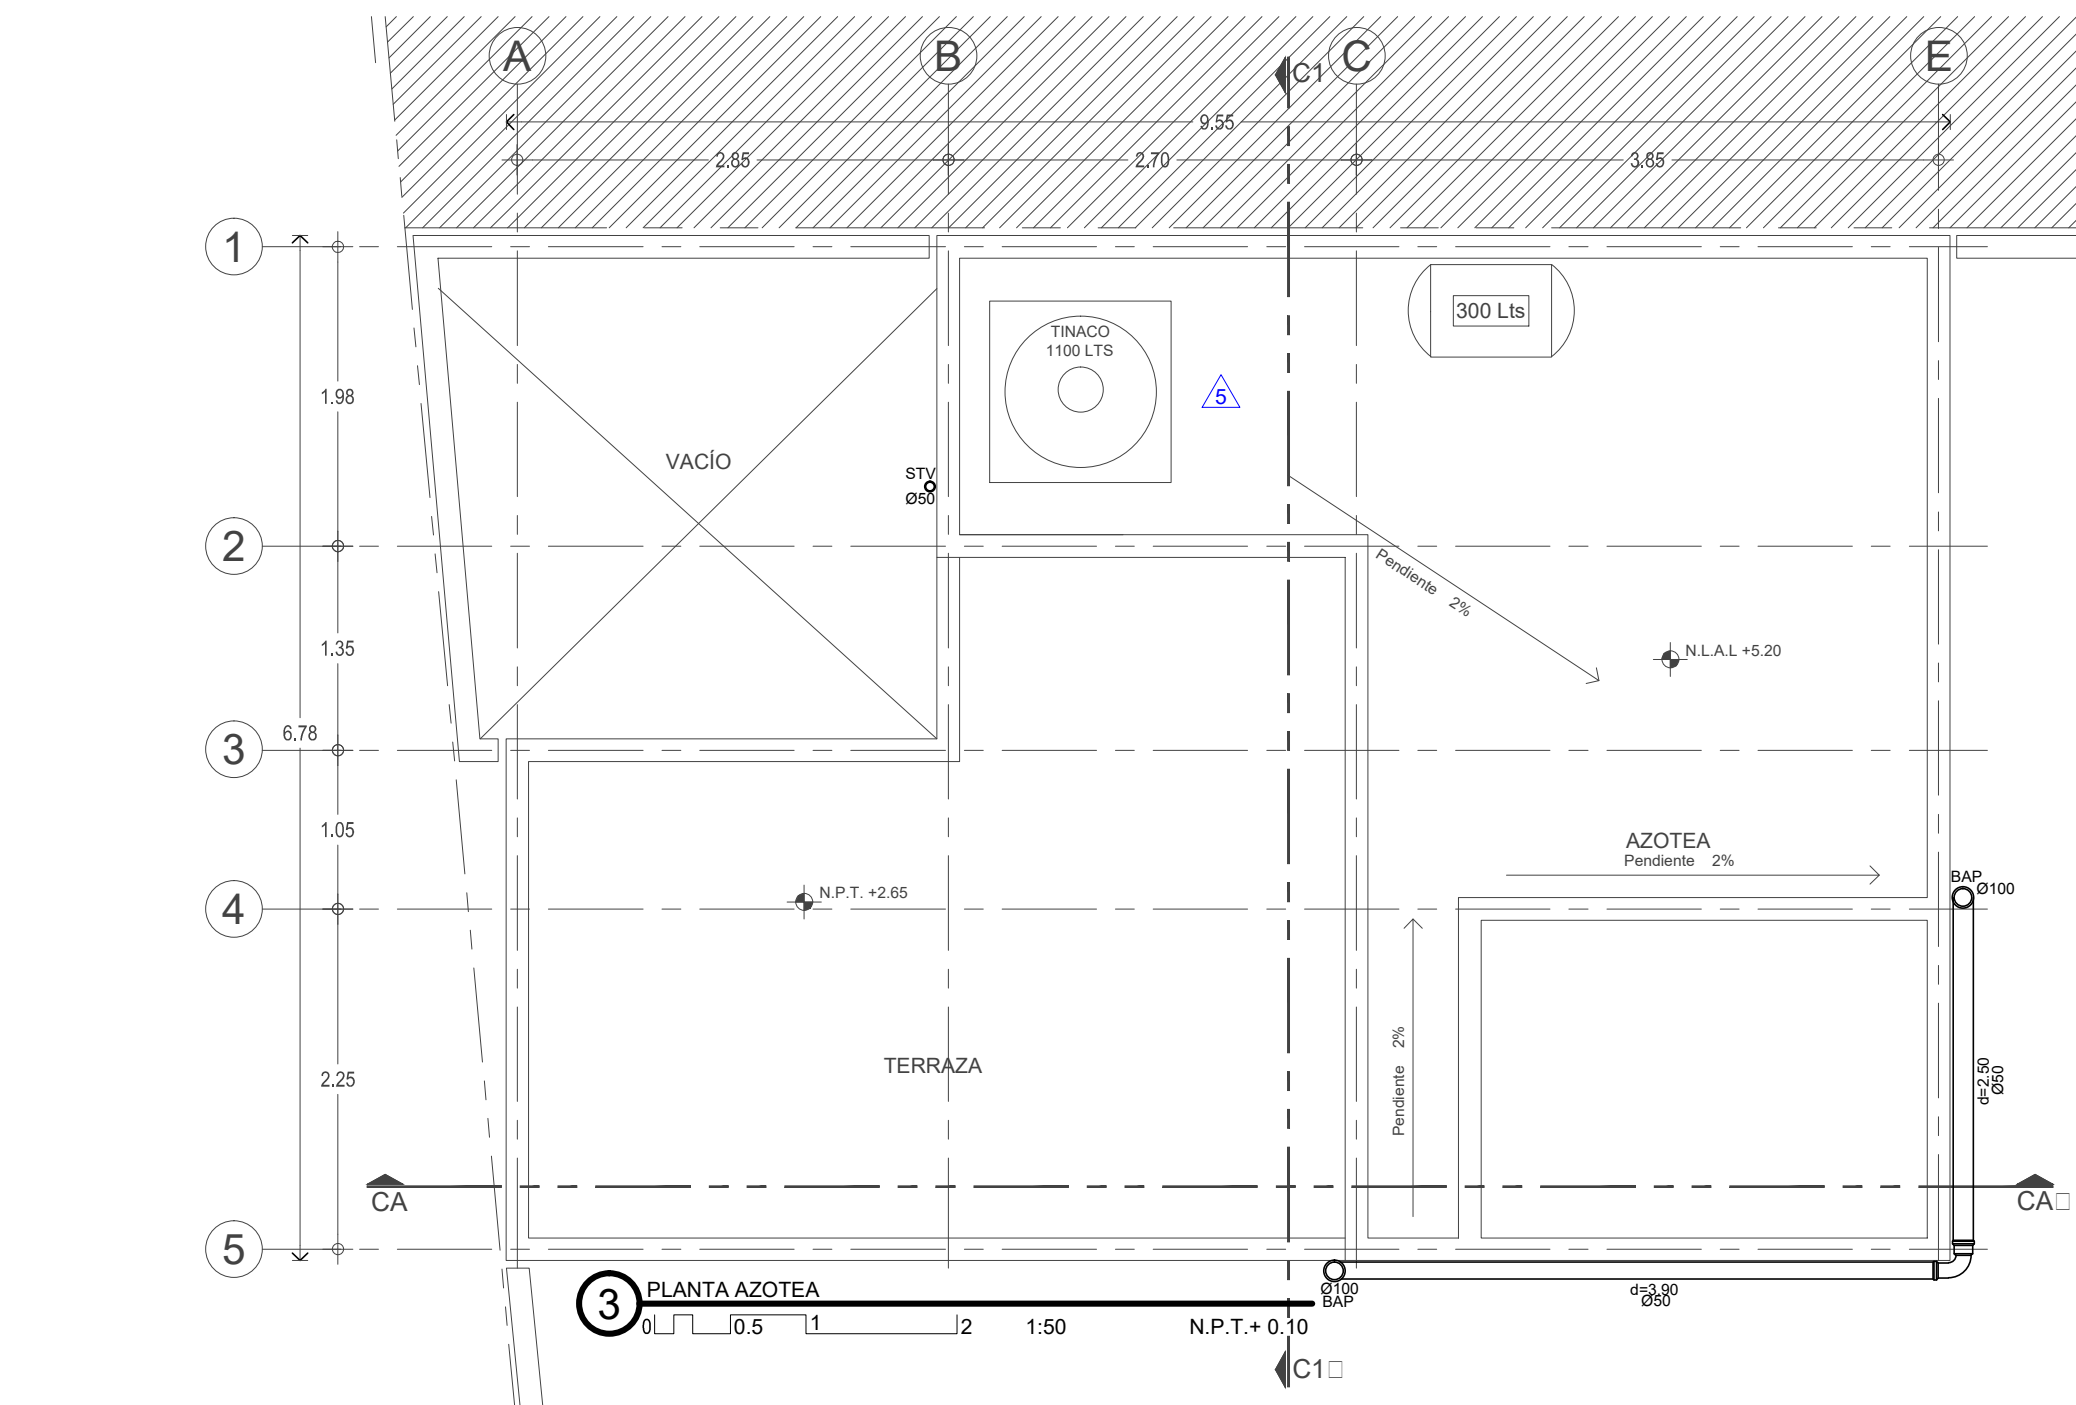 A
B
C1
C
E
9.55
2.85
2.70
3.85
1
300 Lts
TINACO
1100 LTS
1.98
5
VACÍO
STV
Ø50
2
Pendiente 2%
1.35
N.L.A.L +5.20
6.78
3
1.05
AZOTEA
Pendiente 2%
BAP
Ø100
N.P.T. +2.65
4
Pendiente 2%
TERRAZA
2.25
d=2.50
Ø50
CA
CA
5
3
PLANTA AZOTEA
Ø100
BAP
d=3.90
Ø50
0 0.5 1 2 1:50 N.P.T.+ 0.10
C1